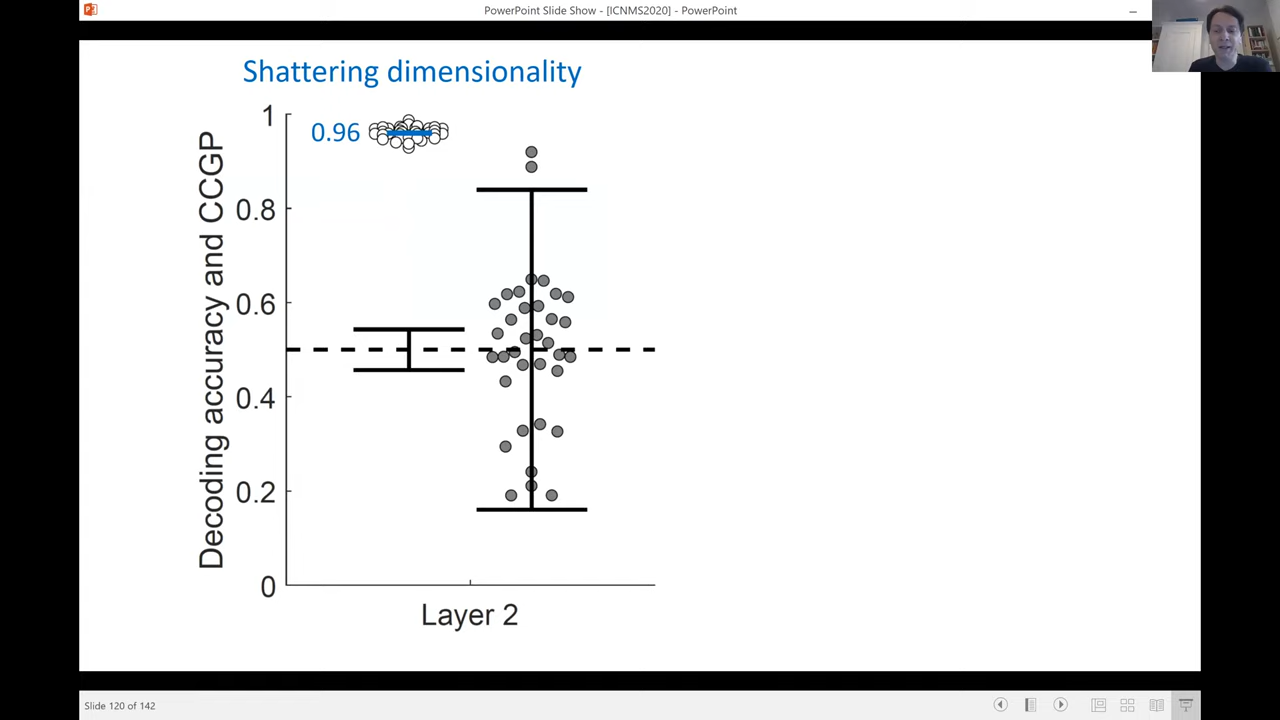 PowerPoint Slide Show - [ICNMS2020] - PowerPoint
Shattering dimensionality
1
0.96
0.8
0.6
0.4
0.2
0
Decoding accuracy and CCGP
Layer 2
Slide 120 of 142